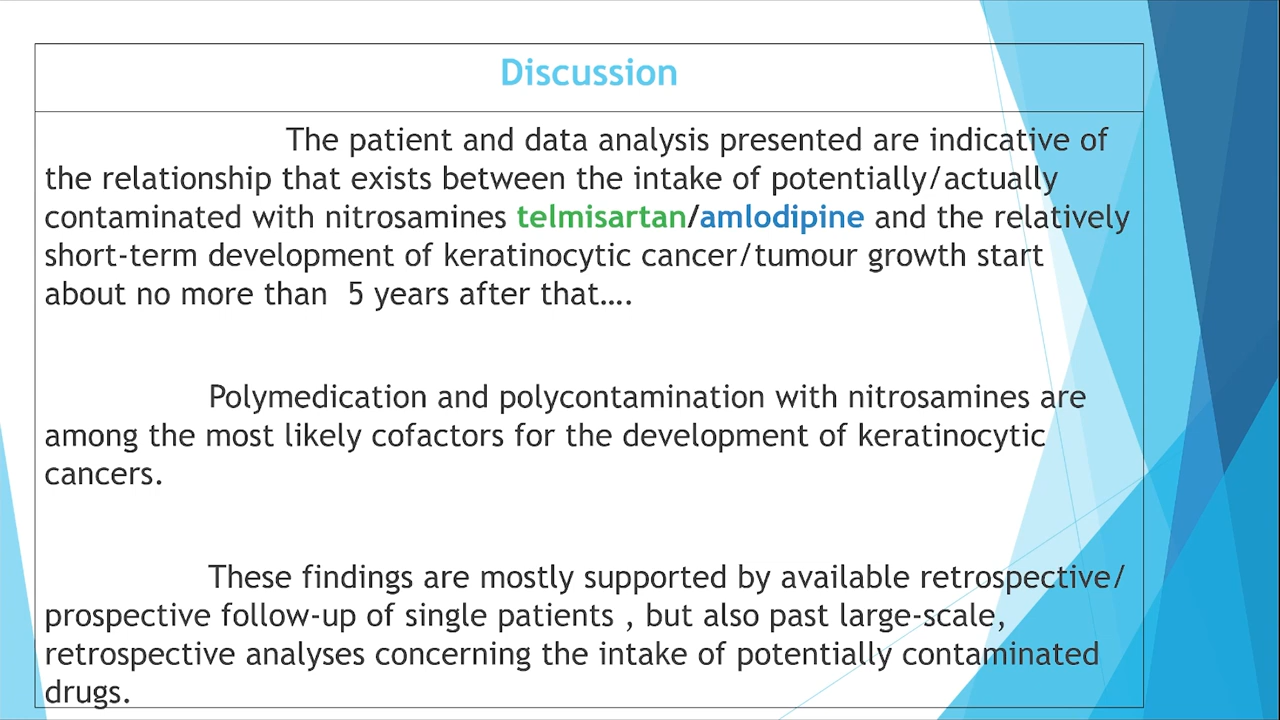 Discussion
The patient and data analysis presented are indicative of
the relationship that exists between the intake of potentially/actually
contaminated with nitrosamines telmisartan/amlodipine and the relatively
short-term development of keratinocytic cancer/tumour growth start
about no more than 5 years after that….
Polymedication and polycontamination with nitrosamines are
among the most likely cofactors for the development of keratinocytic
cancers.
These findings are mostly supported by available retrospective/
prospective follow-up of single patients , but also past large-scale,
retrospective analyses concerning the intake of potentially contaminated
drugs.